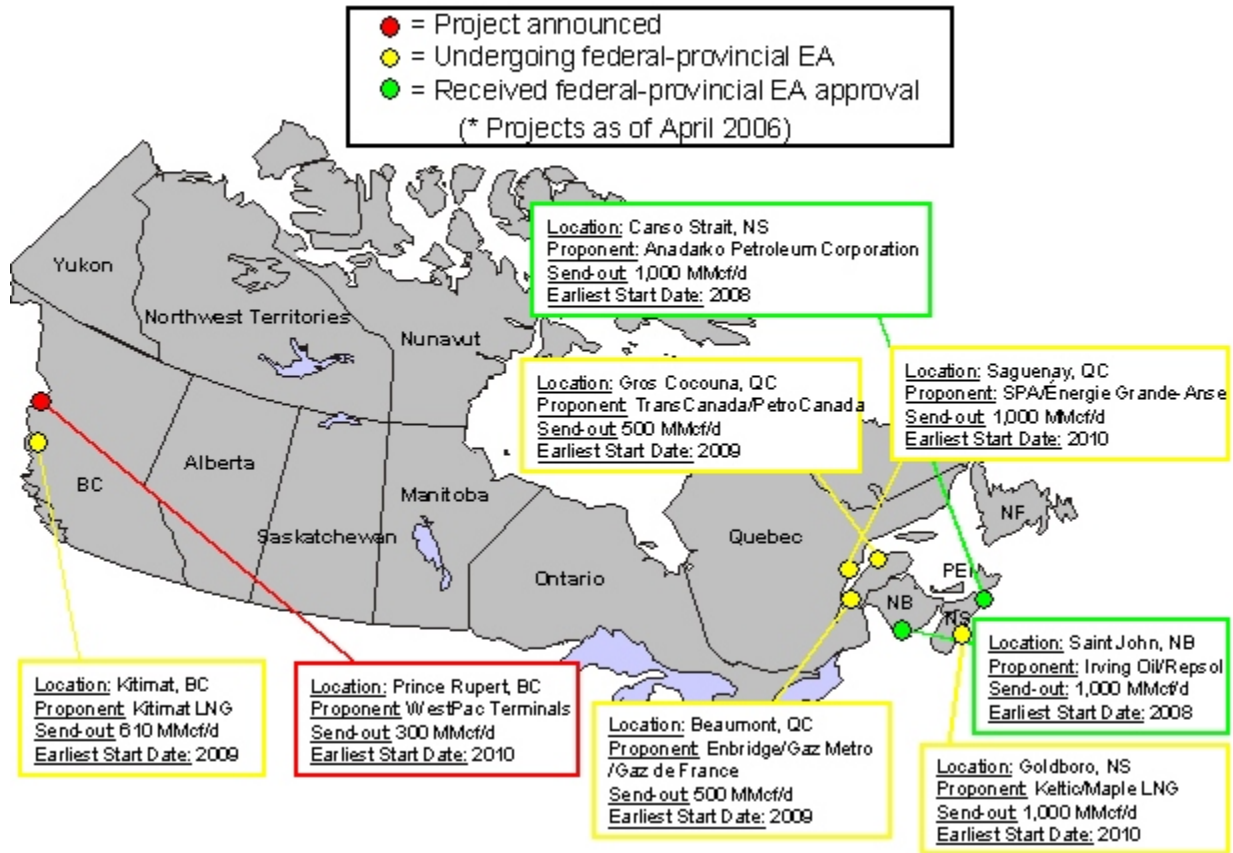 = Project announced
= Undergoing federal-provincial EA
= Received federal-provincial EA approval
(* Projects as of April 2006)
Location: Canso Strait, NS
Proponent: Anadarko Petroleum Corporation
Send-out: 1,000 MMcf/d
Earliest Start Date: 2008
Yukon
Northwest Territories
Nunavut
Location: Gros Cocouna, QC
Proponent: TransCanada/PetroCanada
Send-out: 500 MMcf/d
Earliest Start Date: 2009
Location: Saguenay, QC
Proponent: SPA/Énergie Grande-Anse
Send-out: 1,000 MMcf/d
Earliest Start Date: 2010
BC
Alberta
Saskatchewan
Manitoba
Ontario
Quebec
NF
PEI
NB
NS
Location: Kitimat, BC
Proponent: Kitimat LNG
Send-out: 610 MMcf/d
Earliest Start Date: 2009
Location: Prince Rupert, BC
Proponent: WestPac Terminals
Send-out: 300 MMcf/d
Earliest Start Date: 2010
Location: Beaumont, QC
Proponent: Enbridge/Gaz Metro
/Gaz de France
Send-out: 500 MMcf/d
Earliest Start Date: 2009
Location: Saint John, NB
Proponent: Irving Oil/Repsol
Send-out: 1,000 MMcf/d
Earliest Start Date: 2008
Location: Goldboro, NS
Proponent: Keltic/Maple LNG
Send-out: 1,000 MMcf/d
Earliest Start Date: 2010